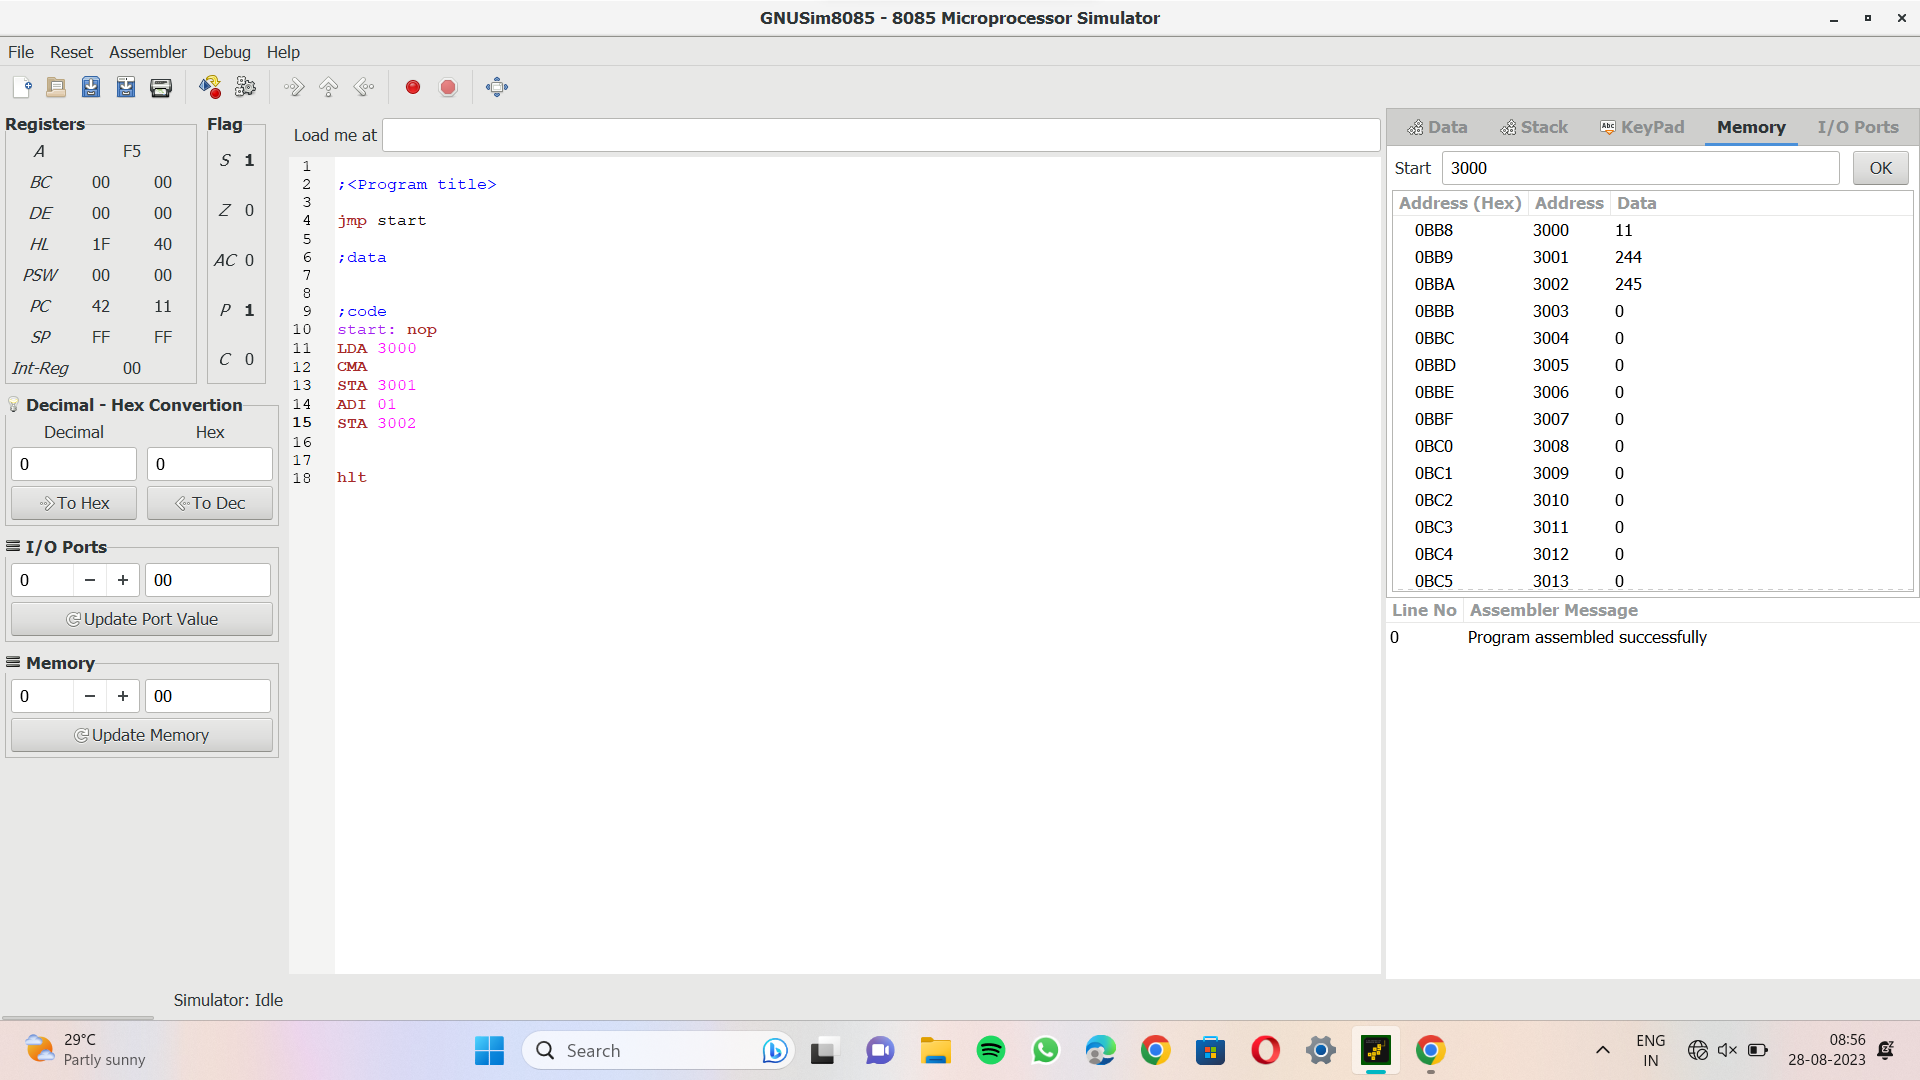 GNUSim8085 - 8085 Microprocessor Simulator
File Reset Assembler Debug Help
Registers
A F5
BC 00 00
DE 00 00
HL 1F 40
PSW 00 00
PC 42 11
SP FF FF
Int-Reg 00
Flag
S 1
Z 0
AC 0
P 1
C 0
Decimal - Hex Convertion
Decimal Hex
0 0
To Hex To Dec
I/O Ports
0 − + 00
Update Port Value
Memory
0 − + 00
Update Memory
Load me at
1
2 ;<Program title>
3
4 jmp start
5
6 ;data
7
8
9 ;code
10 start: nop
11 LDA 3000
12 CMA
13 STA 3001
14 ADI 01
15 STA 3002
16
17
18 hlt
Data Stack Abc KeyPad Memory I/O Ports
Start 3000 OK
Address (Hex) Address Data
0BB8 3000 11
0BB9 3001 244
0BBA 3002 245
0BBB 3003 0
0BBC 3004 0
0BBD 3005 0
0BBE 3006 0
0BBF 3007 0
0BC0 3008 0
0BC1 3009 0
0BC2 3010 0
0BC3 3011 0
0BC4 3012 0
0BC5 3013 0
Line No Assembler Message
0 Program assembled successfully
Simulator: Idle
29°C
Partly sunny
Search
ENG
IN
08:56
28-08-2023